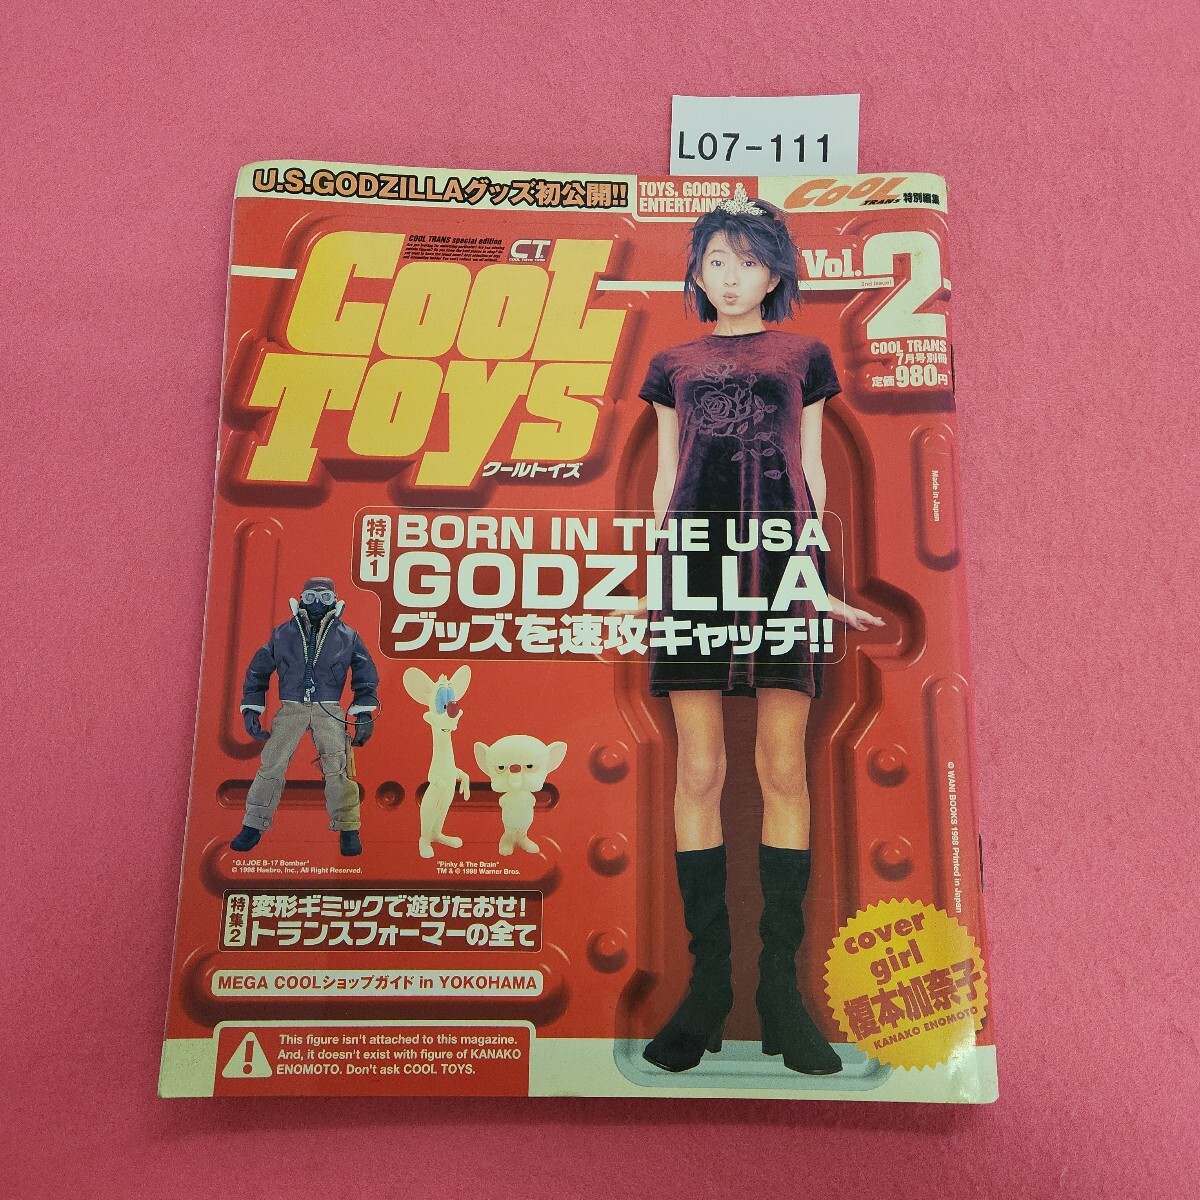 L07-111
U.S.GODZILLAグッズ初公開!!
TOYS, GOODS &
COOL TRANS 特別編集
COOL TRANS special edition
CT.
COOL TOYS
クールトイズ
Vol.2
2nd issue!
COOL TRANS
7月号別冊
定価980円
Made in Japan
特集1
BORN IN THE USA
GODZILLA
グッズを速攻キャッチ!!
"G.I.JOE B-17 Bomber"
© 1998 Hasbro, Inc., All Right Reserved.
"Pinky & The Brain"
TM & © 1998 Warner Bros.
© WANI BOOKS 1998 Printed in Japan
特集2
変形ギミックで遊びたおせ!
トランスフォーマーの全て
MEGA COOLショップガイド in YOKOHAMA
cover
girl
榎本加奈子
KANAKO ENOMOTO
This figure isn't attached to this magazine.
And, it doesn't exist with figure of KANAKO
ENOMOTO. Don't ask COOL TOYS.